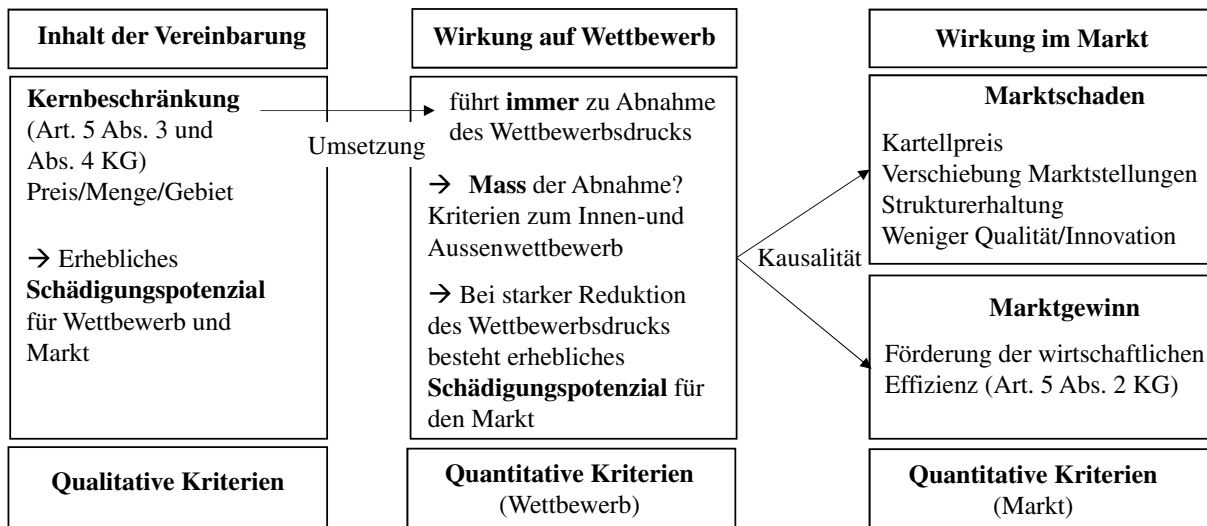 Inhalt der Vereinbarung
Kernbeschränkung
(Art. 5 Abs. 3 und
Abs. 4 KG)
Preis/Menge/Gebiet
→ Erhebliches
Schädigungspotenzial
für Wettbewerb und
Markt
Qualitative Kriterien
Umsetzung
Wirkung auf Wettbewerb
führt immer zu Abnahme
des Wettbewerbsdrucks
→ Mass der Abnahme?
Kriterien zum Innen-und
Aussenwettbewerb
→ Bei starker Reduktion
des Wettbewerbsdrucks
besteht erhebliches
Schädigungspotenzial für
den Markt
Quantitative Kriterien
(Wettbewerb)
Kausalität
Wirkung im Markt
Marktschaden
Kartellpreis
Verschiebung Marktstellungen
Strukturerhaltung
Weniger Qualität/Innovation
Marktgewinn
Förderung der wirtschaftlichen
Effizienz (Art. 5 Abs. 2 KG)
Quantitative Kriterien
(Markt)